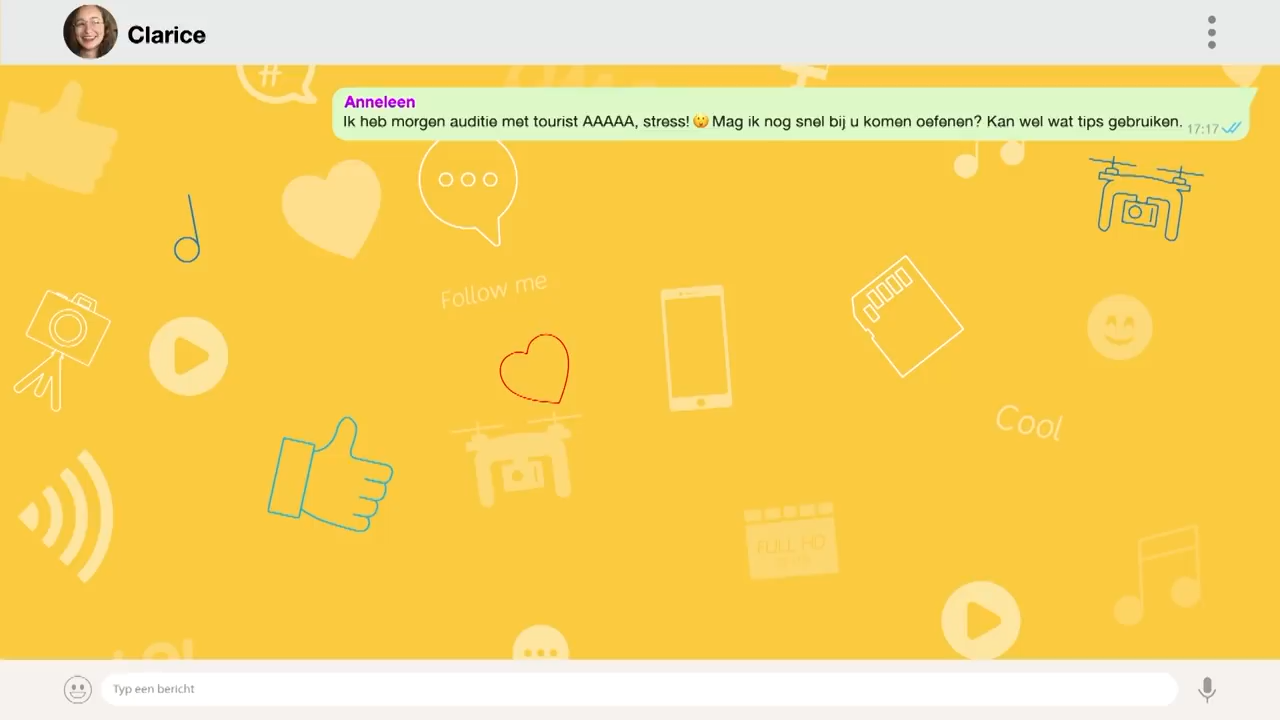 Clarice
#
Anneleen
Ik heb morgen auditie met tourist AAAAA, stress!😲Mag ik nog snel bij u komen oefenen? Kan wel wat tips gebruiken. 17:17
Follow me
Cool
FULL HD
LOL
Typ een bericht